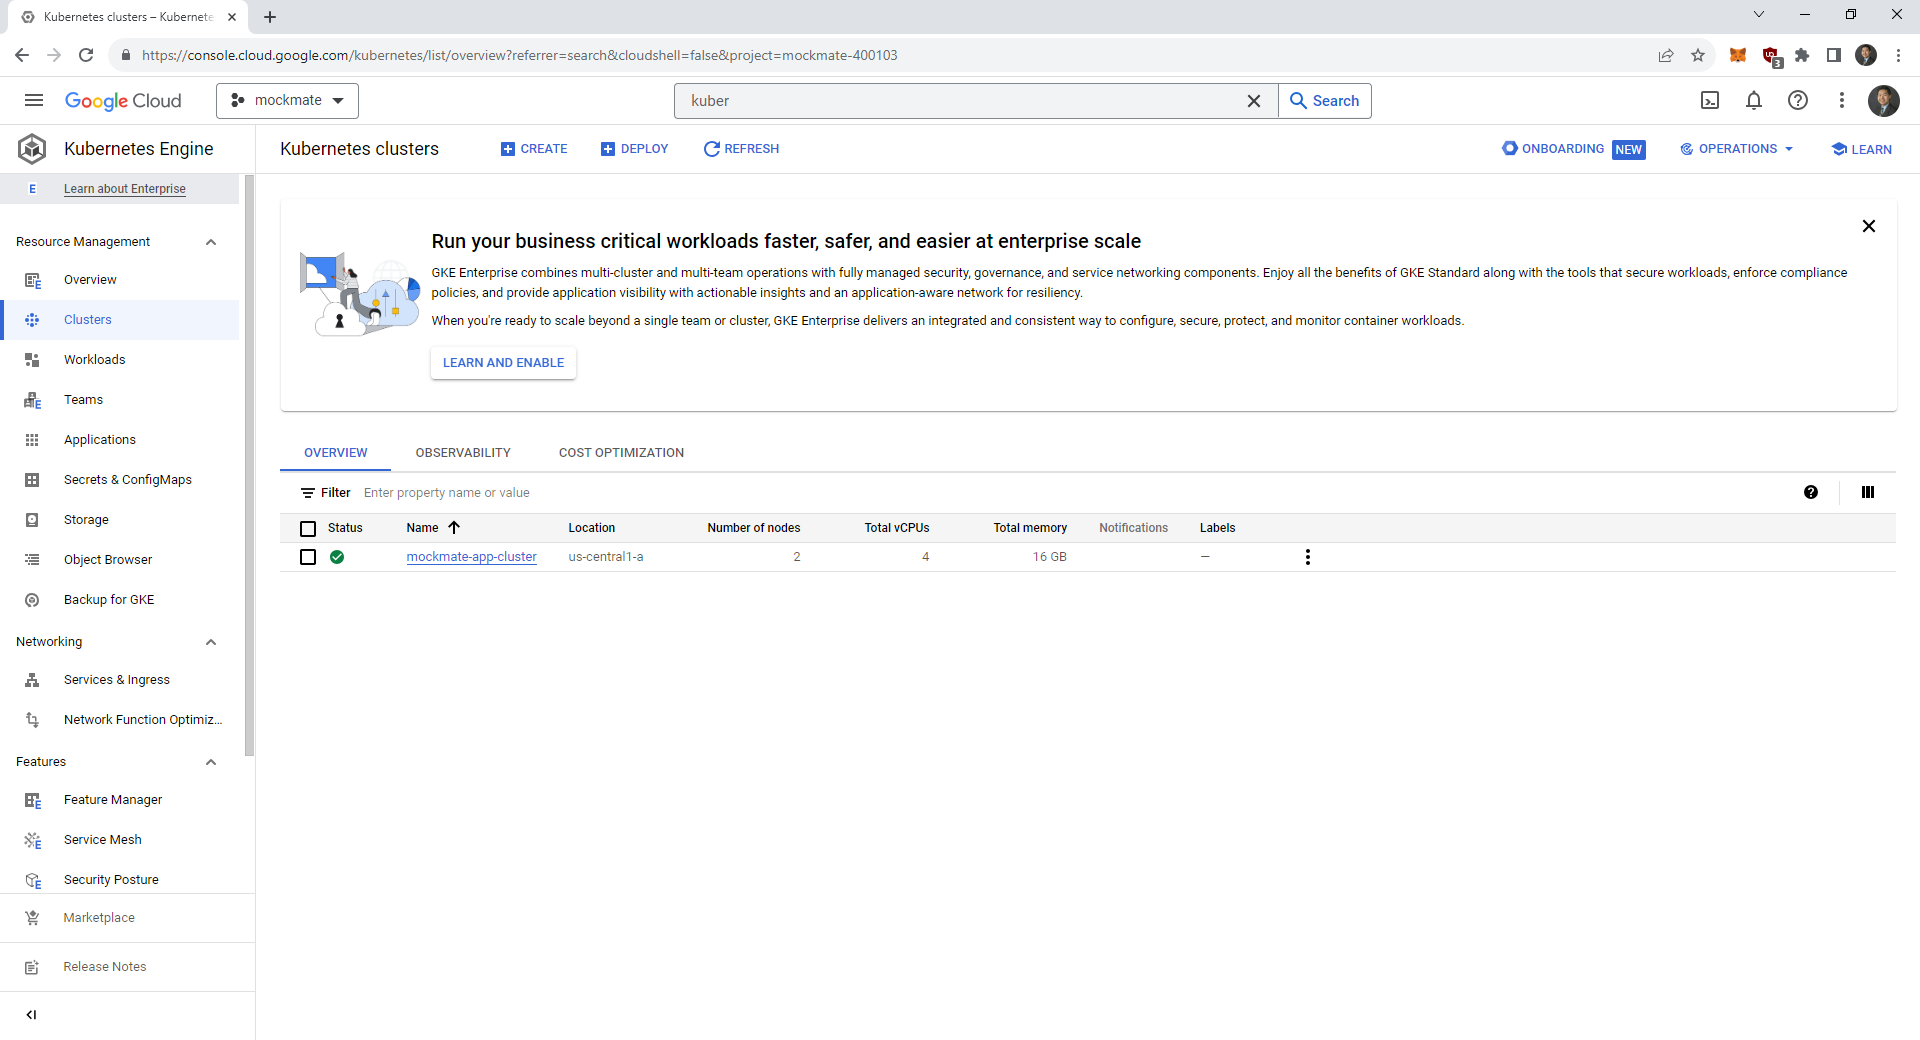 Kubernetes clusters – Kubernete
https://console.cloud.google.com/kubernetes/list/overview?referrer=search&cloudshell=false&project=mockmate-400103
3
Google Cloud
mockmate
kuber
Search
Kubernetes Engine
Kubernetes clusters
CREATE
DEPLOY
REFRESH
ONBOARDING NEW
OPERATIONS
LEARN
E Learn about Enterprise
Resource Management
Overview
Clusters
Workloads
Teams
Applications
Secrets & ConfigMaps
Storage
Object Browser
Backup for GKE
Networking
Services & Ingress
Network Function Optimiz...
Features
Feature Manager
Service Mesh
Security Posture
Marketplace
Release Notes
Run your business critical workloads faster, safer, and easier at enterprise scale
GKE Enterprise combines multi-cluster and multi-team operations with fully managed security, governance, and service networking components. Enjoy all the benefits of GKE Standard along with the tools that secure workloads, enforce compliance
policies, and provide application visibility with actionable insights and an application-aware network for resiliency.
When you're ready to scale beyond a single team or cluster, GKE Enterprise delivers an integrated and consistent way to configure, secure, protect, and monitor container workloads.
LEARN AND ENABLE
OVERVIEW
OBSERVABILITY
COST OPTIMIZATION
Filter Enter property name or value
Status Name Location Number of nodes Total vCPUs Total memory Notifications Labels
mockmate-app-cluster us-central1-a 2 4 16 GB —